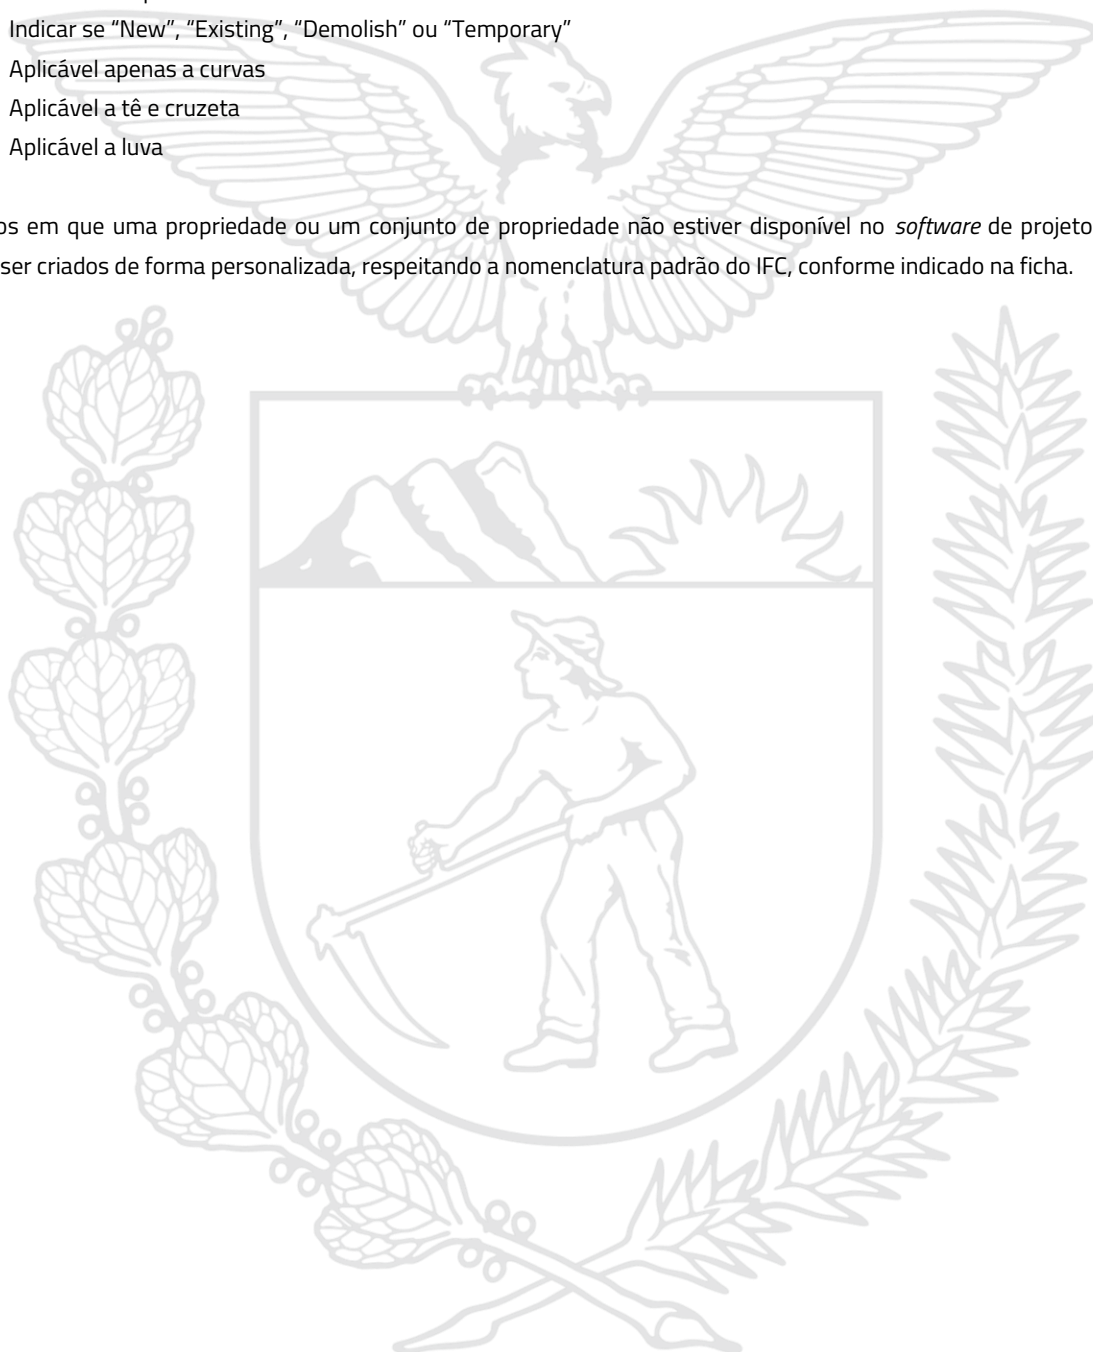 Indicar se “New”, “Existing”, “Demolish” ou “Temporary”
Aplicável apenas a curvas
Aplicável a tê e cruzeta
Aplicável a luva
os em que uma propriedade ou um conjunto de propriedade não estiver disponível no software de projeto
ser criados de forma personalizada, respeitando a nomenclatura padrão do IFC, conforme indicado na ficha.